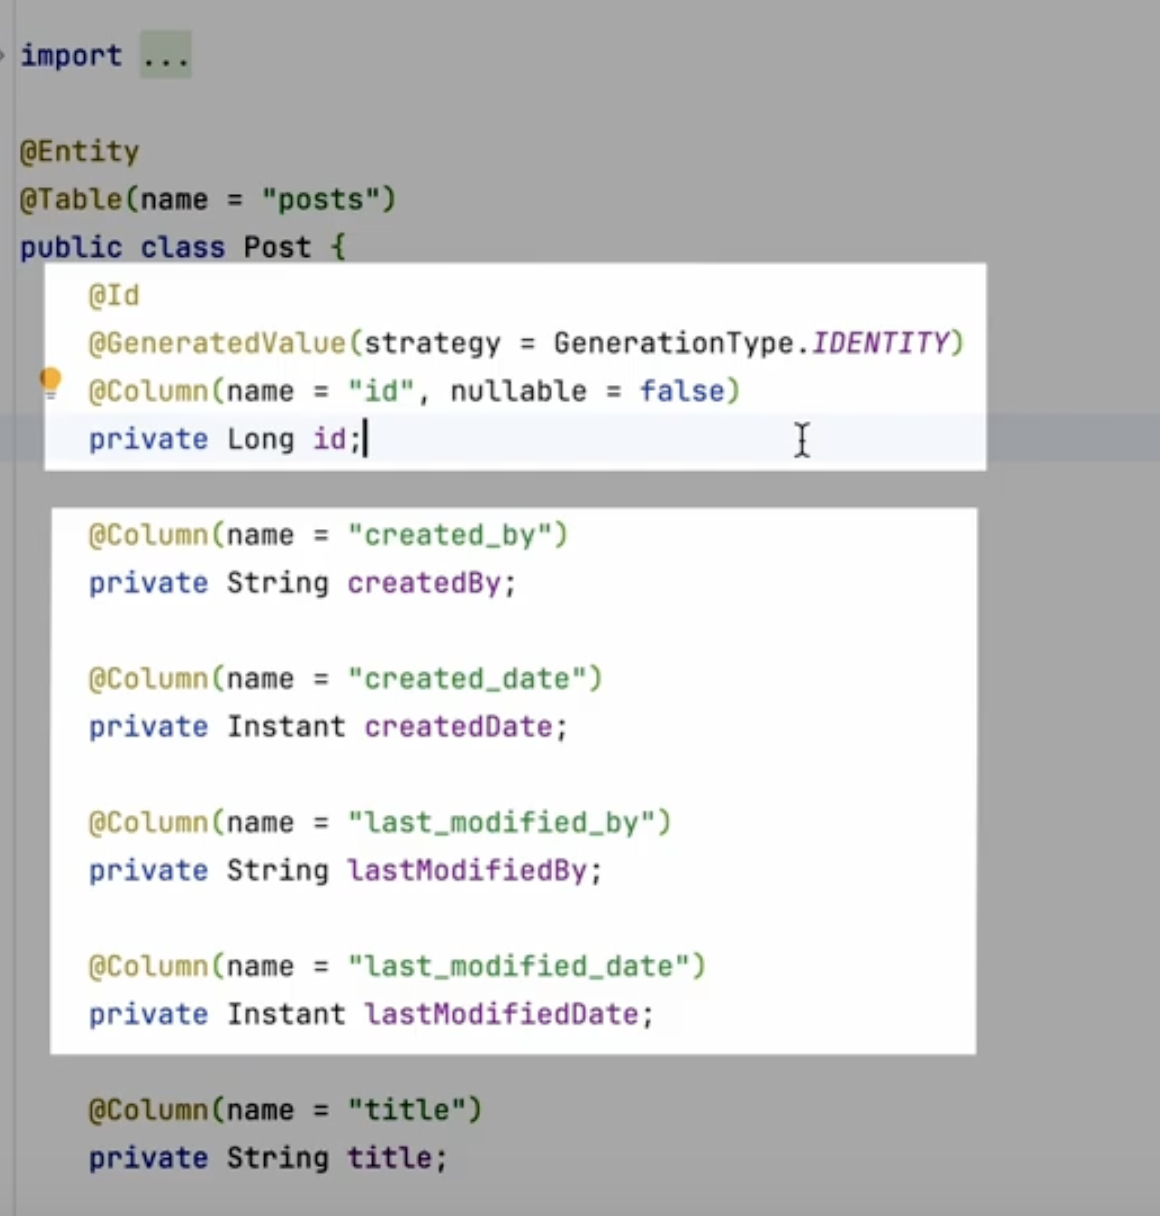 import ...
@Entity
@Table(name = "posts")
public class Post {
@Id
@GeneratedValue(strategy = GenerationType.IDENTITY)
@Column(name = "id", nullable = false)
private Long id;
@Column(name = "created_by")
private String createdBy;
@Column(name = "created_date")
private Instant createdDate;
@Column(name = "last_modified_by")
private String lastModifiedBy;
@Column(name = "last_modified_date")
private Instant lastModifiedDate;
@Column(name = "title")
private String title;